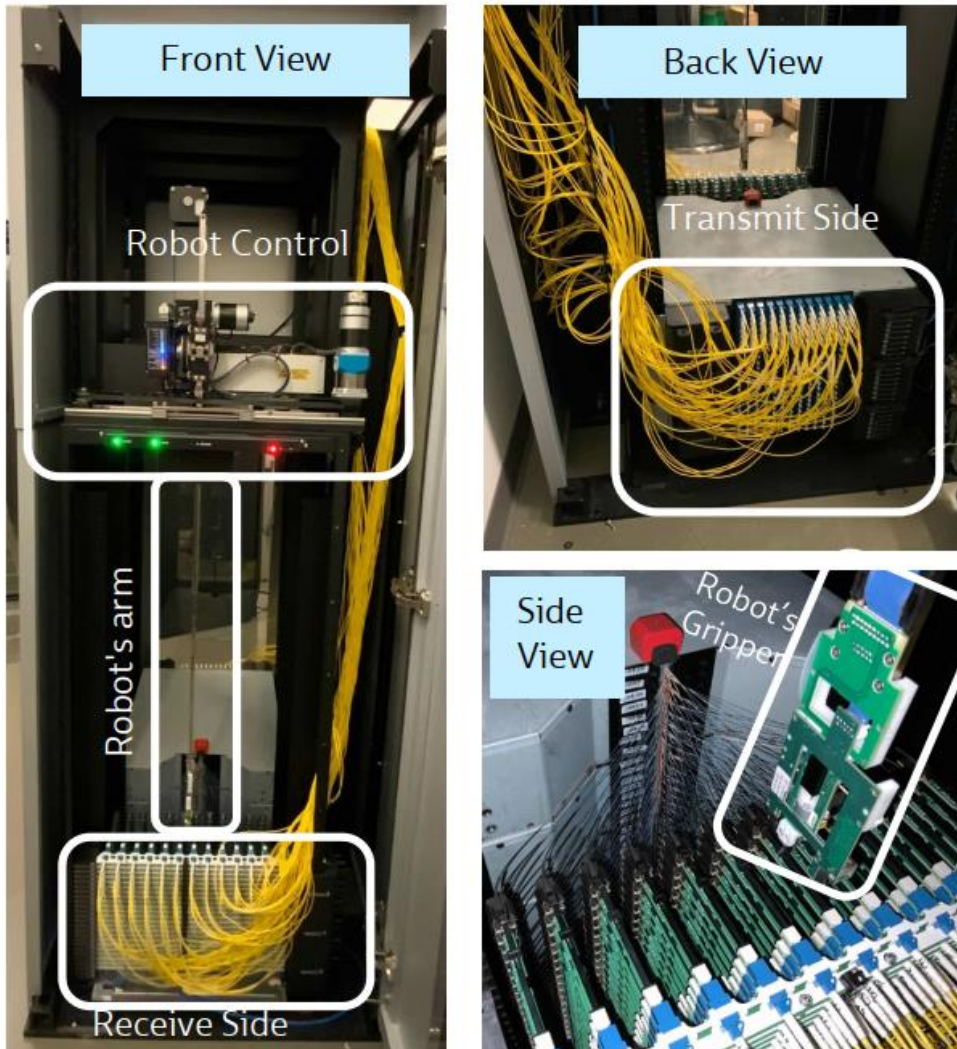 Front View
Robot Control
Robot's arm
Receive Side
Back View
Transmit Side
Side
View
Robot's
Gripper